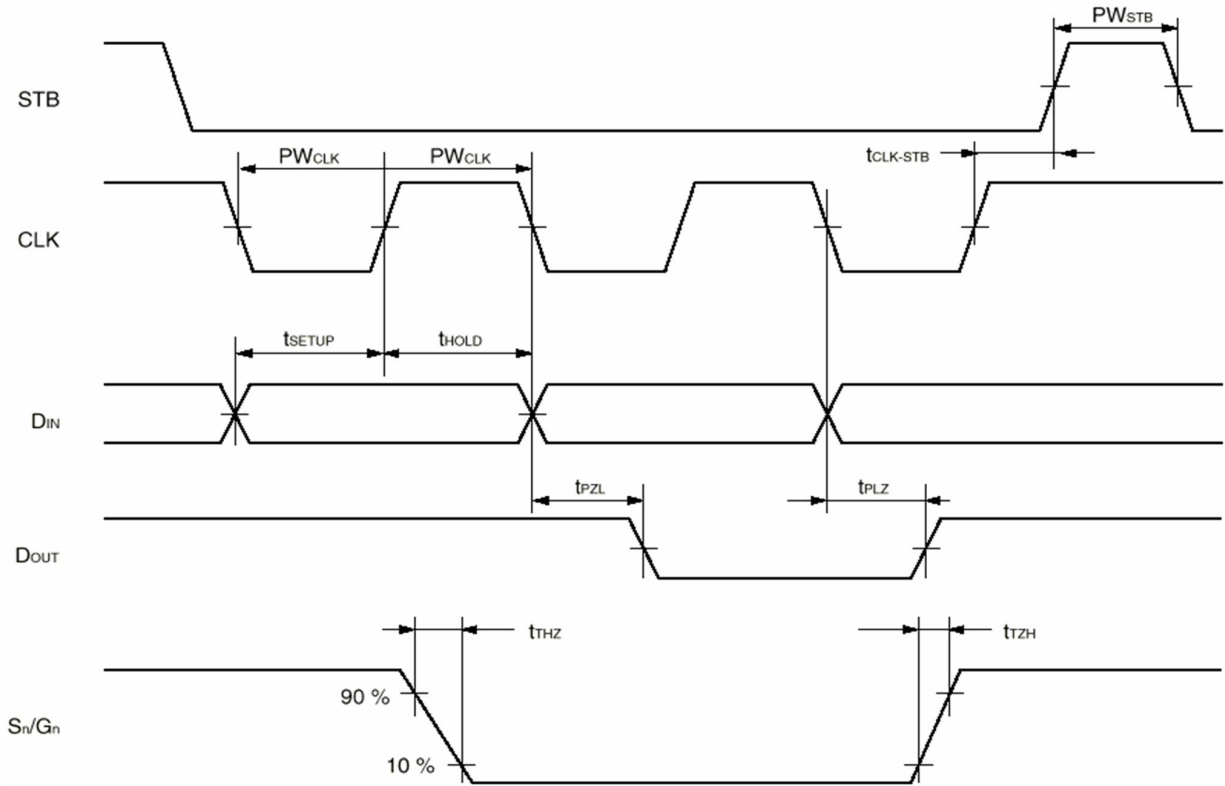 PWSTB
STB
PWCLK PWCLK
tCLK-STB
CLK
tSETUP tHOLD
DIN
tPZL tPLZ
DOUT
tTHZ tTZH
90 %
Sn/Gn
10 %